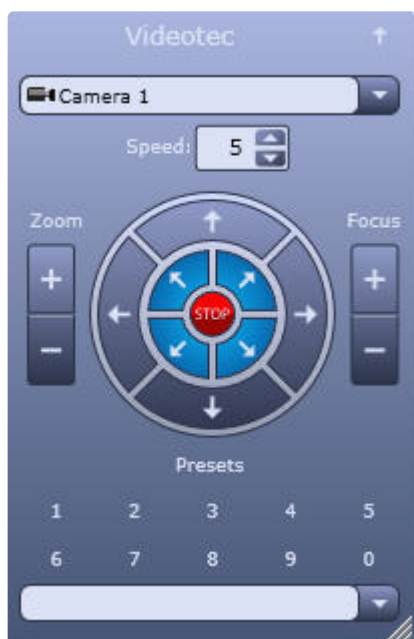 Videotec
Camera 1
Speed: 5
Zoom
Focus
STOP
Presets
1 2 3 4 5
6 7 8 9 0